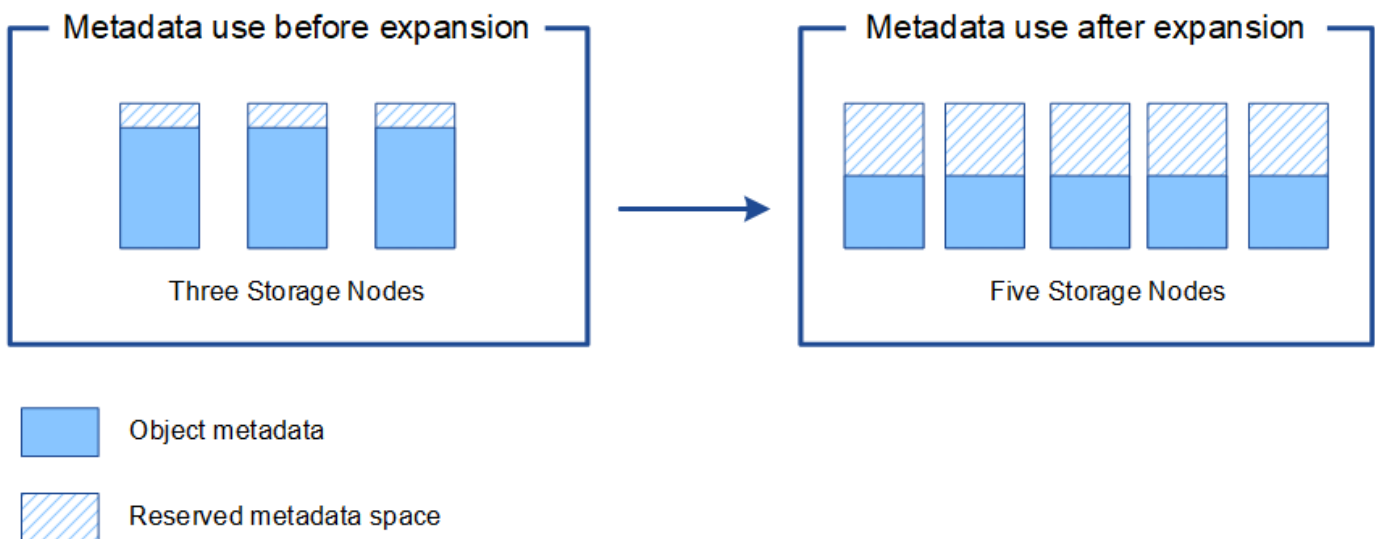 Metadata use before expansion
Metadata use after expansion
Three Storage Nodes
Five Storage Nodes
Object metadata
Reserved metadata space